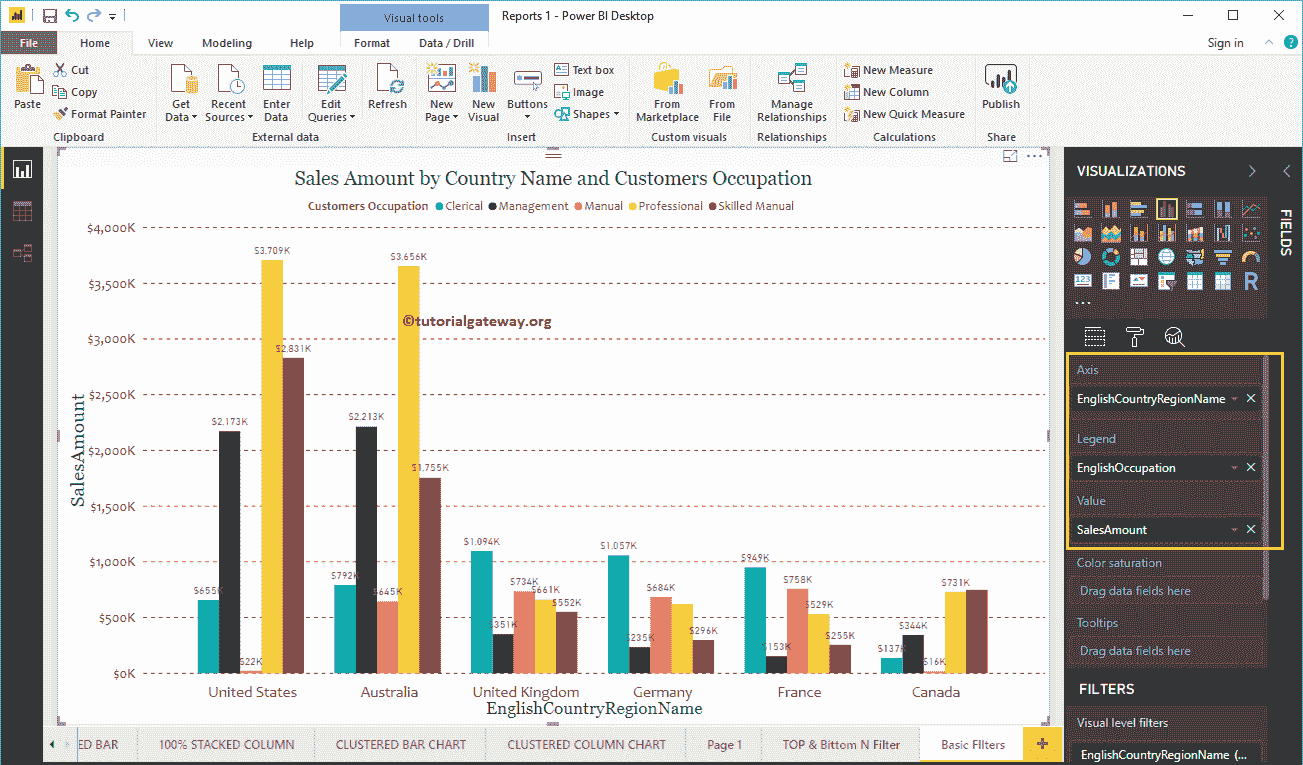 Visual tools
Reports 1 - Power BI Desktop
File Home View Modeling Help Format Data / Drill Sign in
Paste
Cut
Copy
Format Painter
Clipboard
Get Data
Recent Sources
Enter Data
Edit Queries
External data
Refresh
New Page
New Visual
Buttons
Text box
Image
Shapes
Insert
From Marketplace
From File
Custom visuals
Manage Relationships
Relationships
New Measure
New Column
New Quick Measure
Calculations
Publish
Share
Sales Amount by Country Name and Customers Occupation
Customers Occupation Clerical Management Manual Professional Skilled Manual
SalesAmount
$4,000K
$3,500K
$3,000K
$2,500K
$2,000K
$1,500K
$1,000K
$500K
$0K
©tutorialgateway.org
$655K $2,173K $22K $3,709K $2,831K
$792K $2,213K $645K $3,656K $1,755K
$1,094K $351K $734K $661K $552K
$1,057K $235K $684K $296K
$949K $153K $758K $529K $255K
$137K $344K $16K $731K
United States Australia United Kingdom Germany France Canada
EnglishCountryRegionName
ED BAR 100% STACKED COLUMN CLUSTERED BAR CHART CLUSTERED COLUMN CHART Page 1 TOP & Bittom N Filter Basic FIlters
VISUALIZATIONS
FIELDS
123
R
Axis
EnglishCountryRegionName
Legend
EnglishOccupation
Value
SalesAmount
Color saturation
Drag data fields here
Tooltips
Drag data fields here
FILTERS
Visual level filters
EnglishCountryRegionName (...